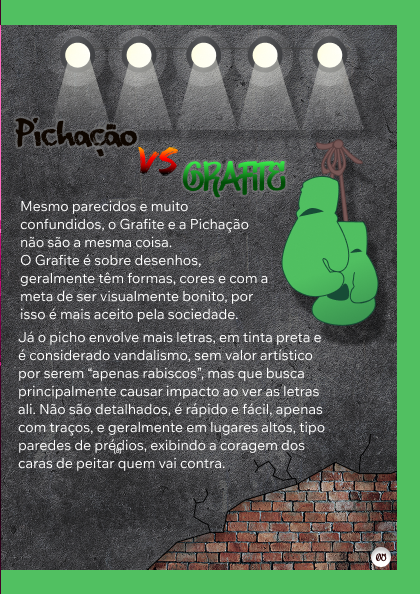 Pichação
VS
GRAFITE
Mesmo parecidos e muito
confundidos, o Grafite e a Pichação
não são a mesma coisa.
O Grafite é sobre desenhos,
geralmente têm formas, cores e com a
meta de ser visualmente bonito, por
isso é mais aceito pela sociedade.
Já o picho envolve mais letras, em tinta preta e
é considerado vandalismo, sem valor artístico
por serem “apenas rabiscos”, mas que busca
principalmente causar impacto ao ver as letras
ali. Não são detalhados, é rápido e fácil, apenas
com traços, e geralmente em lugares altos, tipo
paredes de prédios, exibindo a coragem dos
caras de peitar quem vai contra.